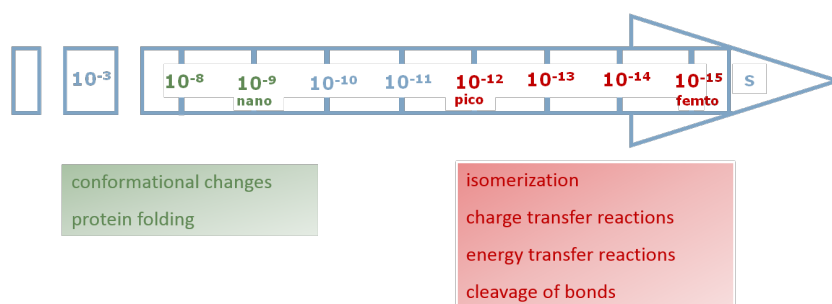 10⁻³ 10⁻⁸ 10⁻⁹ 10⁻¹⁰ 10⁻¹¹ 10⁻¹² 10⁻¹³ 10⁻¹⁴ 10⁻¹⁵ s
nano pico femto
conformational changes
protein folding
isomerization
charge transfer reactions
energy transfer reactions
cleavage of bonds